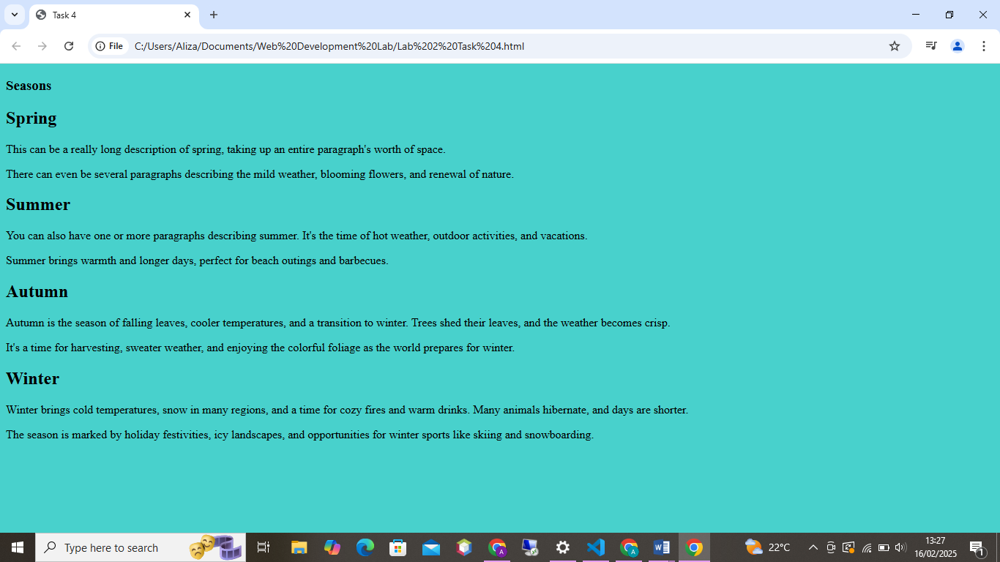 Task 4
File
C:/Users/Aliza/Documents/Web%20Development%20Lab/Lab%202%20Task%204.html
Seasons
Spring
This can be a really long description of spring, taking up an entire paragraph's worth of space.
There can even be several paragraphs describing the mild weather, blooming flowers, and renewal of nature.
Summer
You can also have one or more paragraphs describing summer. It's the time of hot weather, outdoor activities, and vacations.
Summer brings warmth and longer days, perfect for beach outings and barbecues.
Autumn
Autumn is the season of falling leaves, cooler temperatures, and a transition to winter. Trees shed their leaves, and the weather becomes crisp.
It's a time for harvesting, sweater weather, and enjoying the colorful foliage as the world prepares for winter.
Winter
Winter brings cold temperatures, snow in many regions, and a time for cozy fires and warm drinks. Many animals hibernate, and days are shorter.
The season is marked by holiday festivities, icy landscapes, and opportunities for winter sports like skiing and snowboarding.
Type here to search
A
A
W
22°C
13:27
16/02/2025
1